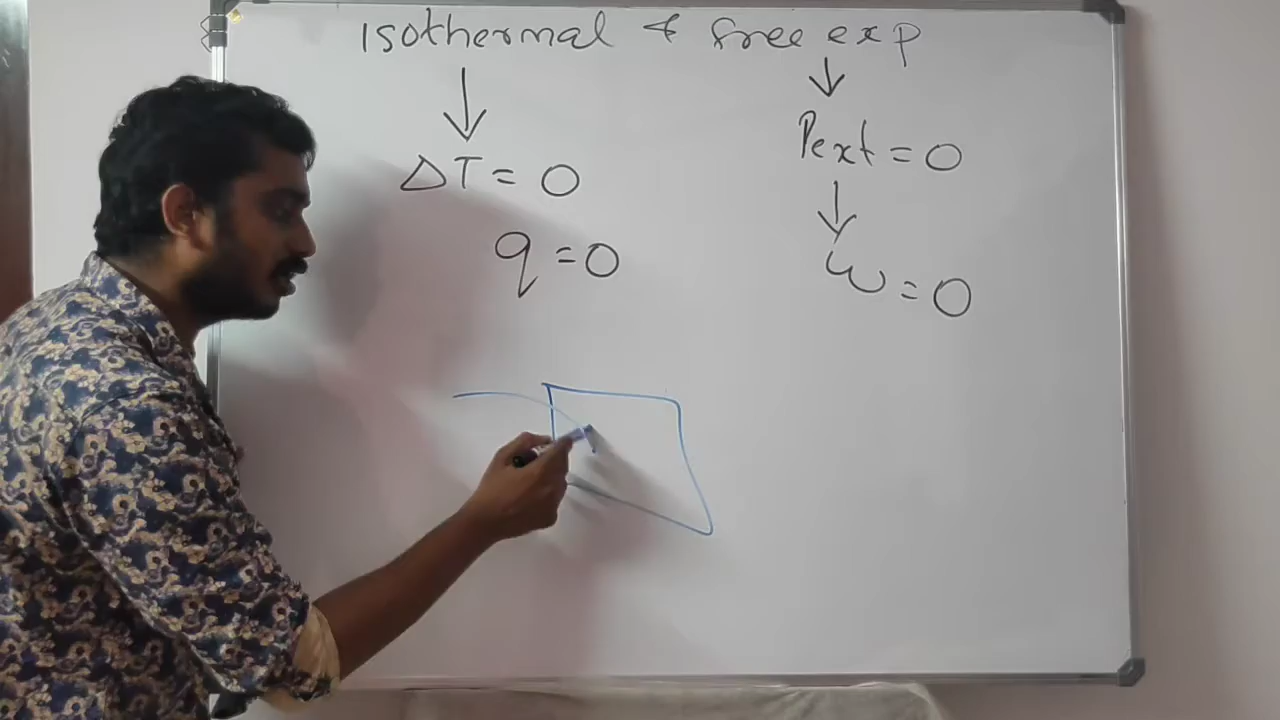 Isothermal & free exp
ΔT = 0
Pext = 0
q = 0
w = 0